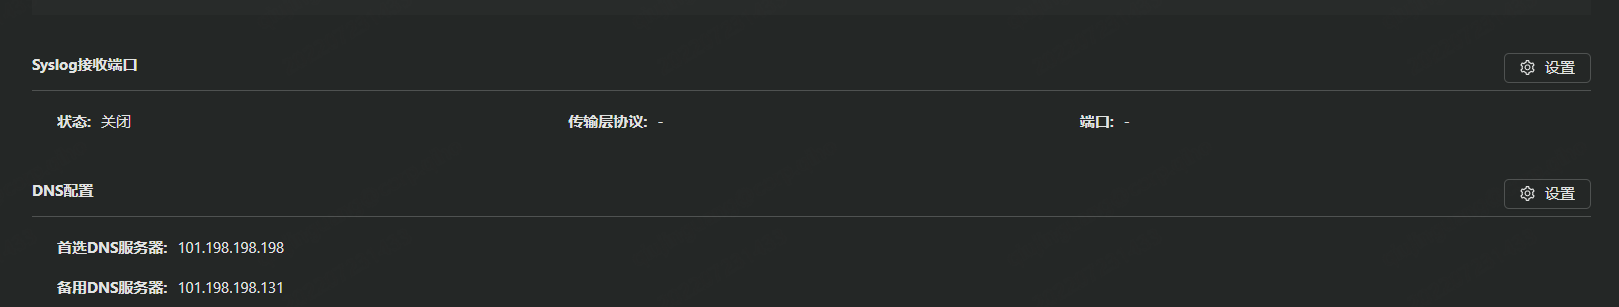 Syslog接收端口
设置
状态: 关闭
传输层协议: -
端口: -
DNS配置
设置
首选DNS服务器: 101.198.198.198
备用DNS服务器: 101.198.198.131